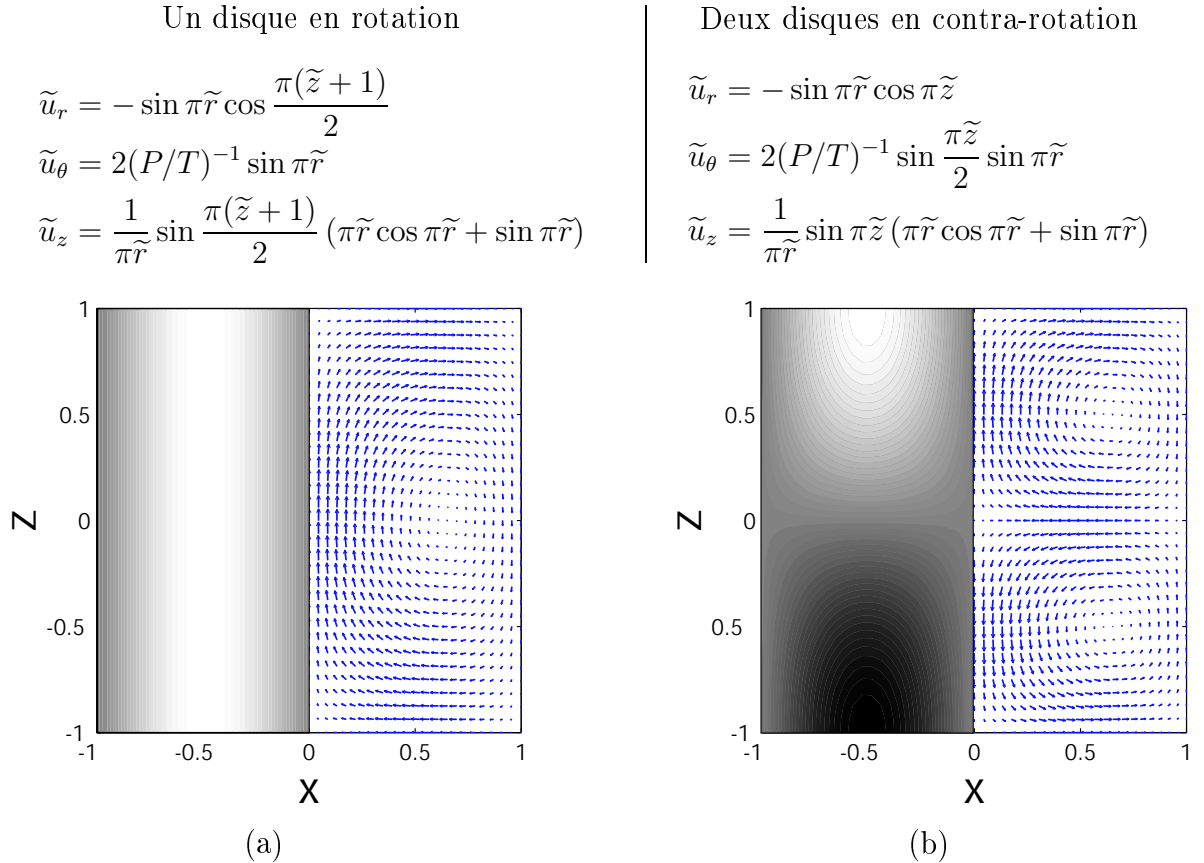 Un disque en rotation
ũ_r = − sin πr̃ cos π(z̃ + 1)/2
ũ_θ = 2(P/T)⁻¹ sin πr̃
ũ_z = 1/(πr̃) sin π(z̃ + 1)/2 (πr̃ cos πr̃ + sin πr̃)
Deux disques en contra-rotation
ũ_r = − sin πr̃ cos πz̃
ũ_θ = 2(P/T)⁻¹ sin πz̃/2 sin πr̃
ũ_z = 1/(πr̃) sin πz̃ (πr̃ cos πr̃ + sin πr̃)
1
0.5
0
-0.5
-1
Z
-1 -0.5 0 0.5 1
X
(a)
1
0.5
0
0.5
-1
Z
-1 -0.5 0 0.5 1
X
(b)